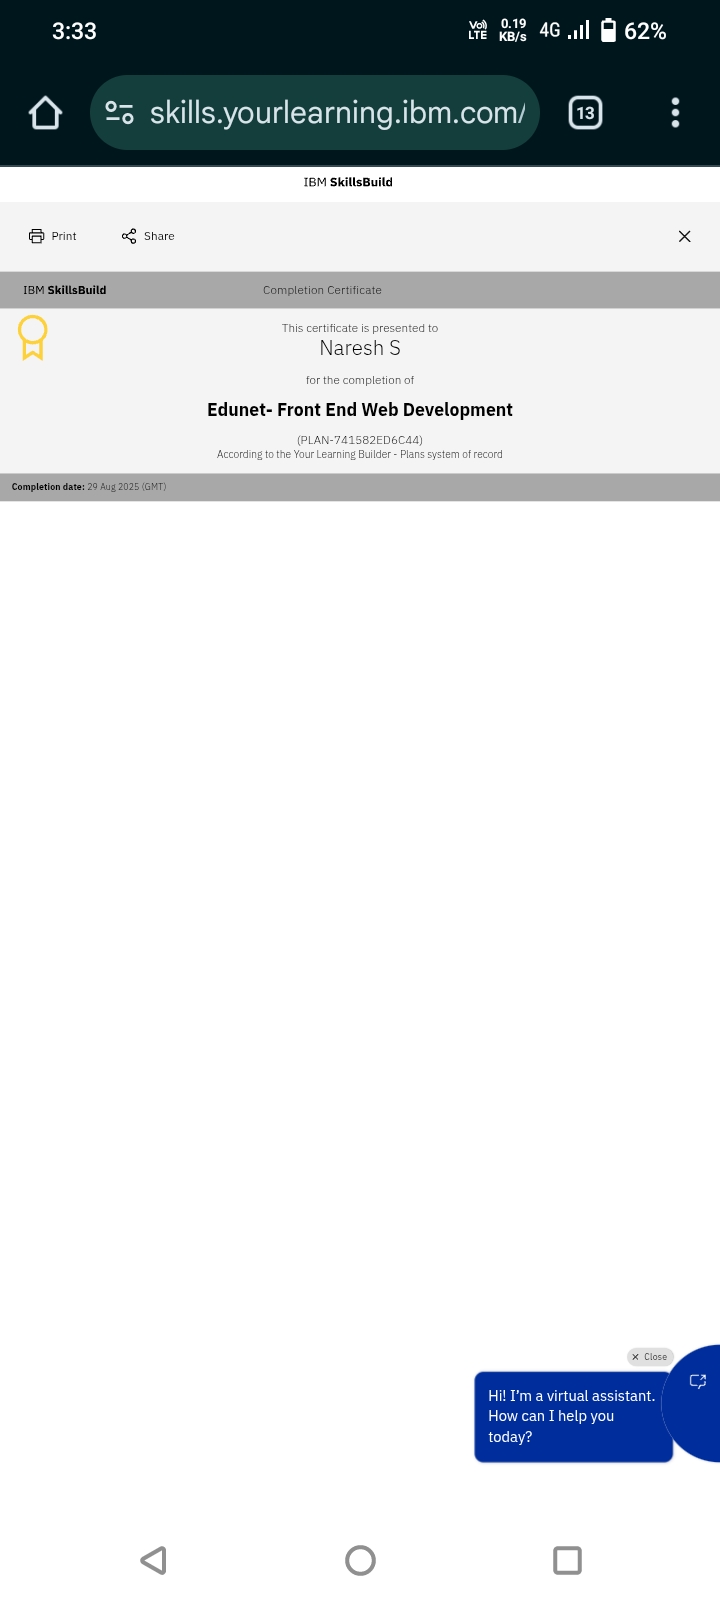 3:33
Vo)) LTE 0.19 KB/s 4G 62%
skills.yourlearning.ibm.com/
13
IBM SkillsBuild
Print Share
IBM SkillsBuild Completion Certificate
This certificate is presented to
Naresh S
for the completion of
Edunet- Front End Web Development
(PLAN-741582ED6C44)
According to the Your Learning Builder - Plans system of record
Completion date: 29 Aug 2025 (GMT)
Close
Hi! I'm a virtual assistant.
How can I help you
today?